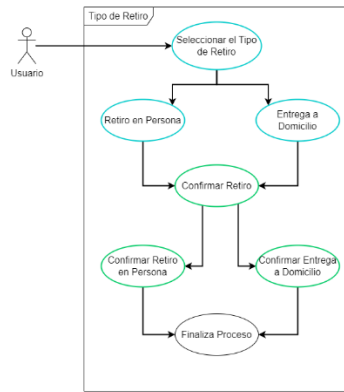 Tipo de Retiro
Seleccionar el Tipo
de Retiro
Usuario
Retiro en Persona
Entrega a
Domicilio
Confirmar Retiro
Confirmar Retiro
en Persona
Confirmar Entrega
a Domicilio
Finaliza Proceso